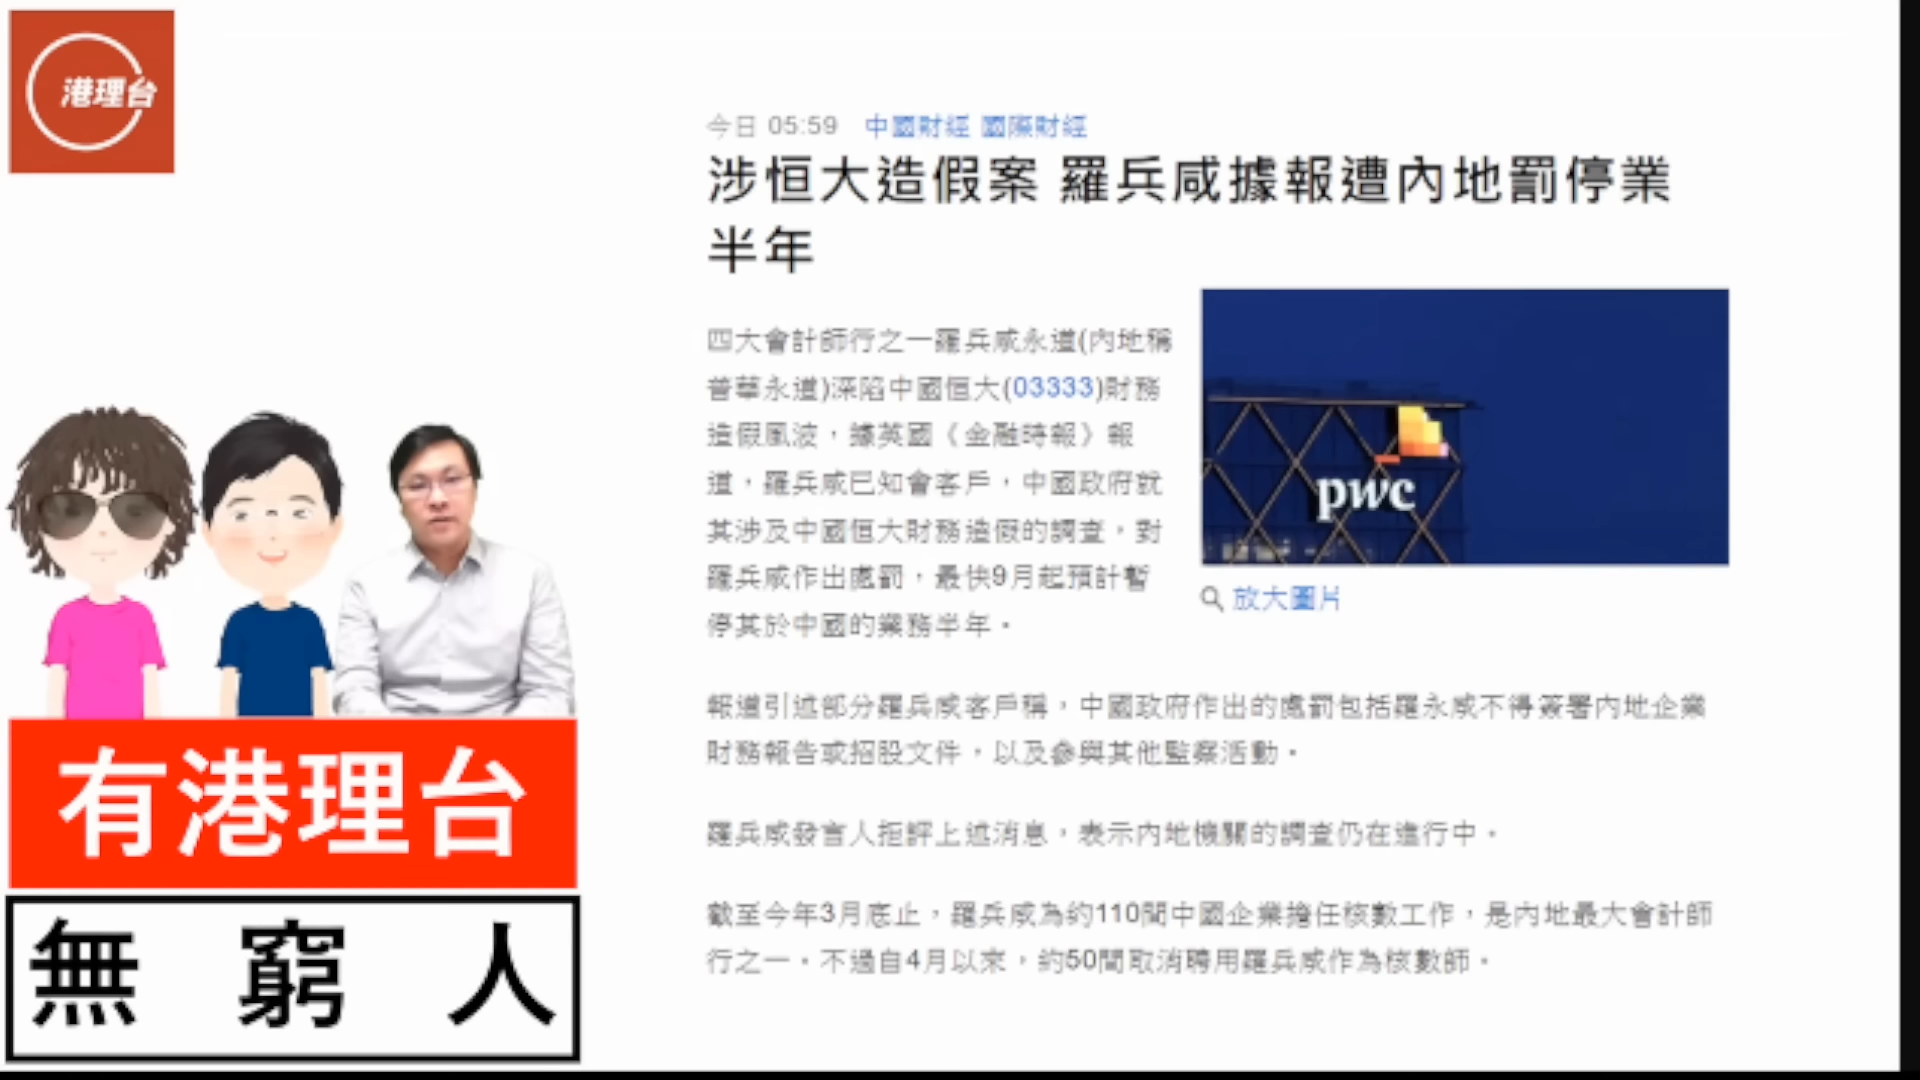 港理台
今日 05:59 中國財經 國際財經
涉恒大造假案 羅兵咸據報遭內地罰停業
半年
四大會計師行之一羅兵咸永道(內地稱
普華永道)深陷中國恒大(03333)財務
造假風波，據英國《金融時報》報
道，羅兵咸已知會客戶，中國政府就
其涉及中國恒大財務造假的調查，對
羅兵咸作出處罰，最快9月起預計暫
停其於中國的業務半年。
pwc
放大圖片
報道引述部分羅兵咸客戶稱，中國政府作出的處罰包括羅永咸不得簽署內地企業
財務報告或招股文件，以及參與其他監察活動。
羅兵咸發言人拒評上述消息，表示內地機關的調查仍在進行中。
截至今年3月底止，羅兵咸為約110間中國企業擔任核數工作，是內地最大會計師
行之一。不過自4月以來，約50間取消聘用羅兵咸作為核數師。
有港理台
無窮人